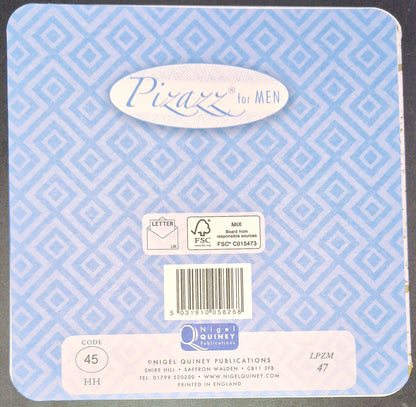 Pizazz® for MEN
LETTER
UK
FSC
MIX
Board from
responsible sources
FSC® C015473
5 031910 058268
Nigel
QUINEY
Publications
CODE
45
HH
©NIGEL QUINEY PUBLICATIONS
SHIRE HILL • SAFFRON WALDEN • CB11 3FB
TEL: 01799 520200 • WWW.NIGELQUINEY.COM
PRINTED IN ENGLAND
LPZM
47